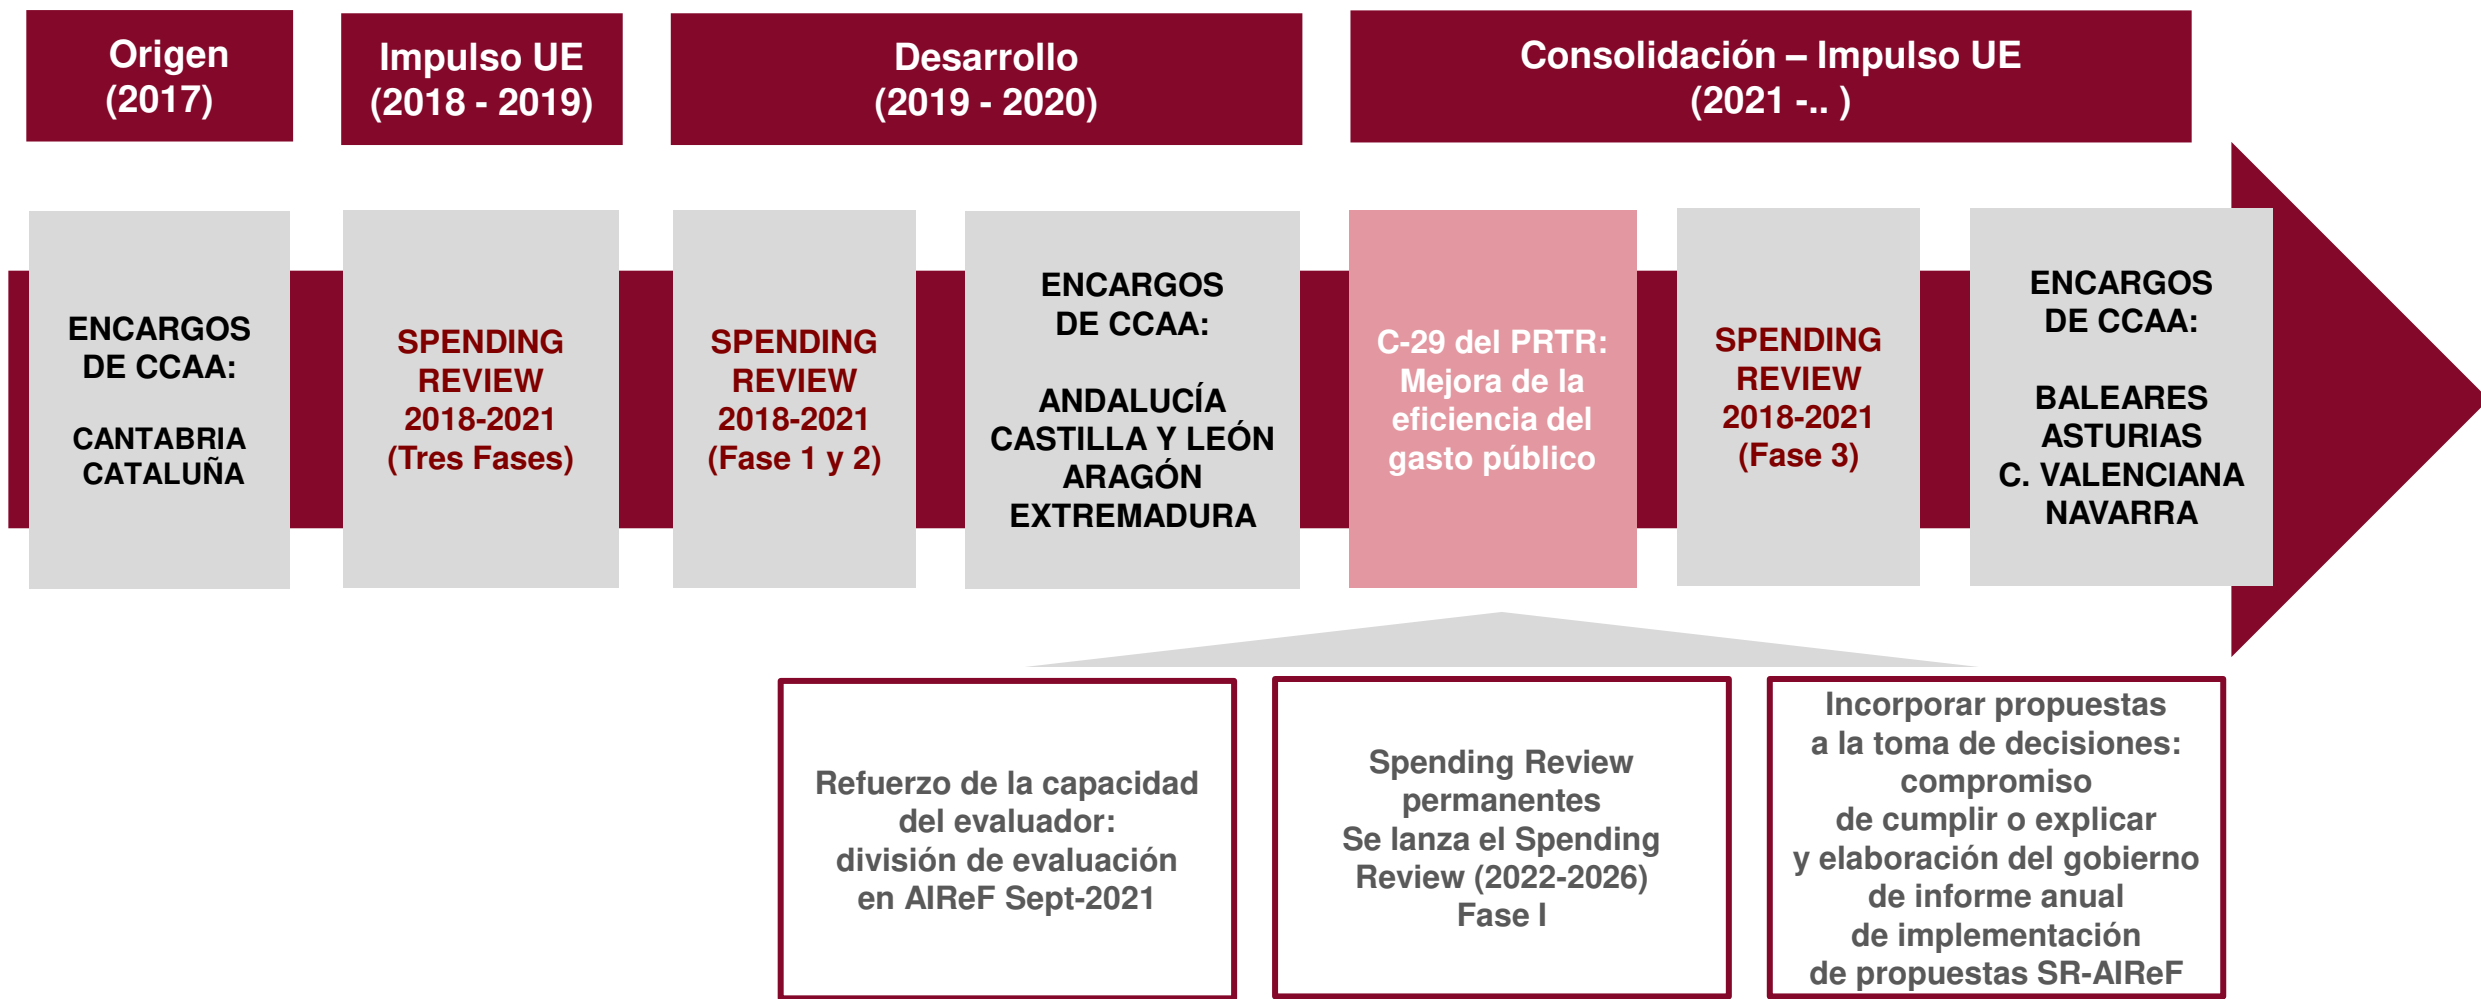 Origen
(2017)
Impulso UE
(2018 - 2019)
Desarrollo
(2019 - 2020)
Consolidación – Impulso UE
(2021 -.. )
ENCARGOS
DE CCAA:
CANTABRIA
CATALUÑA
SPENDING
REVIEW
2018-2021
(Tres Fases)
SPENDING
REVIEW
2018-2021
(Fase 1 y 2)
ENCARGOS
DE CCAA:
ANDALUCÍA
CASTILLA Y LEÓN
ARAGÓN
EXTREMADURA
C-29 del PRTR:
Mejora de la
eficiencia del
gasto público
SPENDING
REVIEW
2018-2021
(Fase 3)
ENCARGOS
DE CCAA:
BALEARES
ASTURIAS
C. VALENCIANA
NAVARRA
Refuerzo de la capacidad
del evaluador:
división de evaluación
en AIReF Sept-2021
Spending Review
permanentes
Se lanza el Spending
Review (2022-2026)
Fase I
Incorporar propuestas
a la toma de decisiones:
compromiso
de cumplir o explicar
y elaboración del gobierno
de informe anual
de implementación
de propuestas SR-AIReF